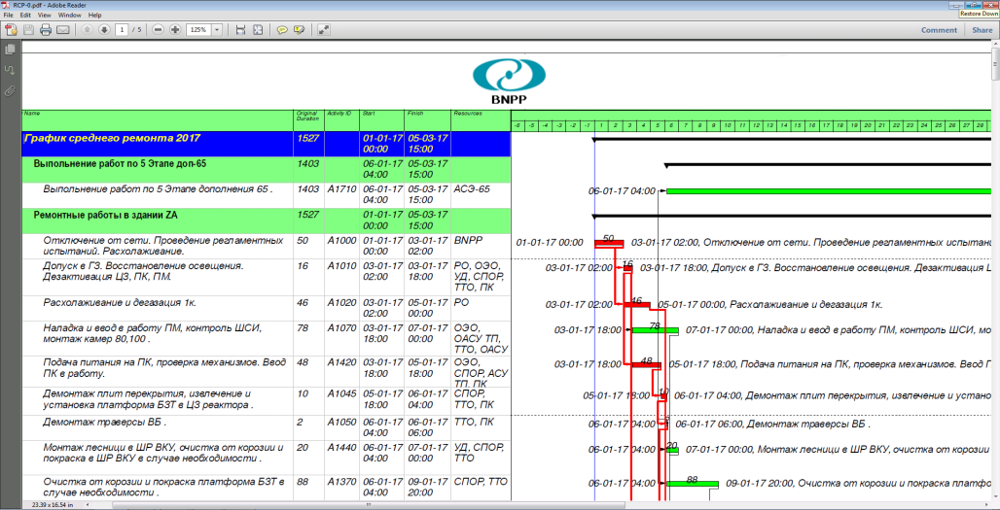 RCP-0.pdf - Adobe Reader
Restore Down
File Edit View Window Help
1 / 5 125% Comment Share
BNPP
Name Original Duration Activity ID Start Finish Resources
-6 -5 -4 -3 -2 -1 1 2 3 4 5 6 7 8 9 10 11 12 13 14 15 16 17 18 19 20 21 22 23 24 25 26 27 28
График среднего ремонта 2017 1527 01-01-17 05-03-17
00:00 15:00
Выпольнение работ по 5 Этапе доп-65 1403 06-01-17 05-03-17
04:00 15:00
Выпольнение работ по 5 Этапе дополнения 65 . 1403 A1710 06-01-17 05-03-17 АСЭ-65 06-01-17 04:00
04:00 15:00
Ремонтные работы в здании ZA 1527 01-01-17 05-03-17
00:00 15:00
Отключение от сети. Проведение регламентных 50 A1000 01-01-17 03-01-17 BNPP 01-01-17 00:00 50 03-01-17 02:00, Отключение от сети. Проведение регламентных испытани
испытаний. Расхолаживание. 00:00 02:00
Допуск в ГЗ. Восстановление освещения. 16 A1010 03-01-17 03-01-17 РО, ОЭО, 03-01-17 02:00 16 03-01-17 18:00, Допуск в ГЗ. Восстановление освещения. Дезактивация Ц
Дезактивация ЦЗ, ПК, ПМ. 02:00 18:00 УД, СПОР,
ТТО, ПК
Расхолаживание и дегазация 1к. 46 A1020 03-01-17 05-01-17 РО 03-01-17 02:00 46 05-01-17 00:00, Расхолаживание и дегазация 1к.
02:00 00:00
Наладка и ввод в работу ПМ, контроль ШСИ, 78 A1070 03-01-17 07-01-17 ОЭО, 03-01-17 18:00 78 07-01-17 00:00, Наладка и ввод в работу ПМ, контроль ШСИ, мо
монтаж камер 80,100 . 18:00 00:00 ОАСУ ТП,
ТТО, ОАСУ
Подача питания на ПК, проверка механизмов. Ввод 48 A1420 03-01-17 05-01-17 ОЭО, 03-01-17 18:00 48 05-01-17 18:00, Подача питания на ПК, проверка механизмов. Ввод П
ПК в работу. 18:00 18:00 СПОР, АСУ
ТП, ПК
Демонтаж плит перекрытия, извлечение и 10 A1045 05-01-17 06-01-17 СПОР, 05-01-17 18:00 10 06-01-17 04:00, Демонтаж плит перекрытия, извлечение и устано
установка платформа БЗТ в ЦЗ реактора . 18:00 04:00 ТТО, ПК
Демонтаж траверсы ВБ . 2 A1050 06-01-17 06-01-17 ТТО, ПК 06-01-17 04:00 2 06-01-17 06:00, Демонтаж траверсы ВБ .
04:00 06:00
Монтаж лесници в ШР ВКУ, очистка от корозии и 20 A1440 06-01-17 07-01-17 УД, СПОР, 06-01-17 04:00 20 07-01-17 00:00, Монтаж лесници в ШР ВКУ, очистка от корозии
покраска в ШР ВКУ в случае необходимости . 04:00 00:00 ТТО
Очистка от корозии и покраска платформа БЗТ в 88 A1370 06-01-17 09-01-17 СПОР, ТТО 06-01-17 04:00 88 09-01-17 20:00, Очистка от корозии и покраска платфо
случае необходимости . 04:00 20:00
23.39 x 16.54 in